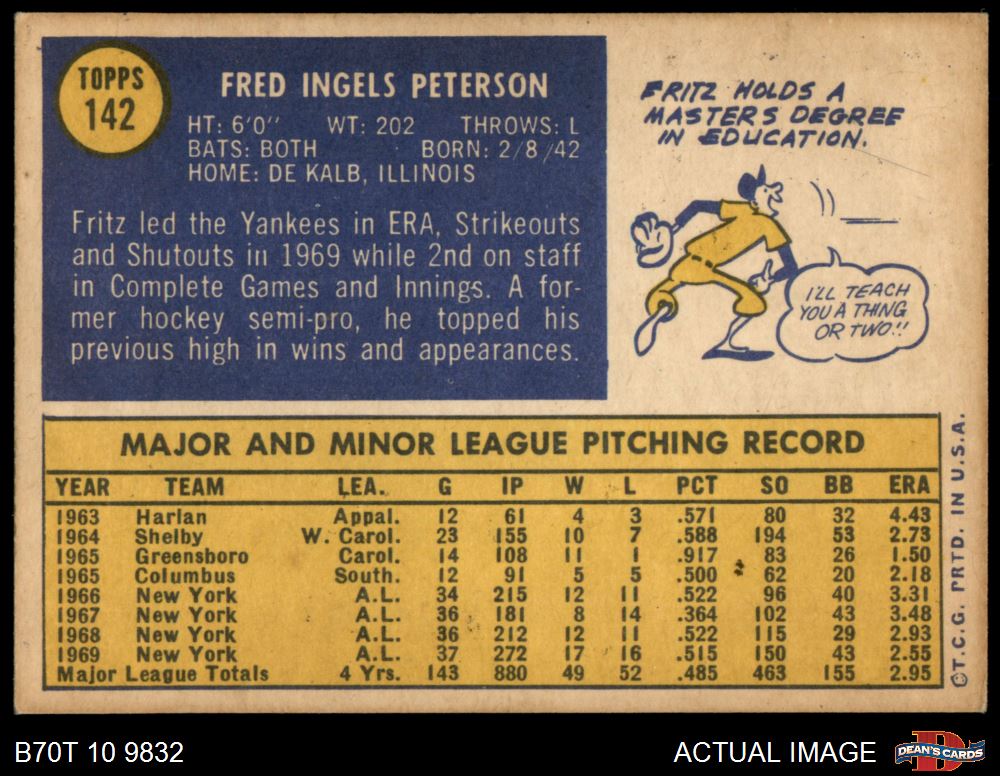 TOPPS
142
FRED INGELS PETERSON
HT: 6'0" WT: 202 THROWS: L
BATS: BOTH BORN: 2/8/42
HOME: DE KALB, ILLINOIS
Fritz led the Yankees in ERA, Strikeouts
and Shutouts in 1969 while 2nd on staff
in Complete Games and Innings. A for-
mer hockey semi-pro, he topped his
previous high in wins and appearances.
FRITZ HOLDS A
MASTERS DEGREE
IN EDUCATION.
I'LL TEACH
YOU A THING
OR TWO!!
MAJOR AND MINOR LEAGUE PITCHING RECORD
YEAR TEAM LEA. G IP W L PCT SO BB ERA
1963 Harlan Appal. 12 61 4 3 .571 80 32 4.43
1964 Shelby W. Carol. 23 155 10 7 .588 194 53 2.73
1965 Greensboro Carol. 14 108 11 1 .917 83 26 1.50
1965 Columbus South. 12 91 5 5 .500 62 20 2.18
1966 New York A.L. 34 215 12 11 .522 96 40 3.31
1967 New York A.L. 36 181 8 14 .364 102 43 3.48
1968 New York A.L. 36 212 12 11 .522 115 29 2.93
1969 New York A.L. 37 272 17 16 .515 150 43 2.55
Major League Totals 4 Yrs. 143 880 49 52 .485 463 155 2.95
©T.C.G. PRTD. IN U.S.A.
B70T 10 9832
ACTUAL IMAGE
D
DEAN'S CARDS